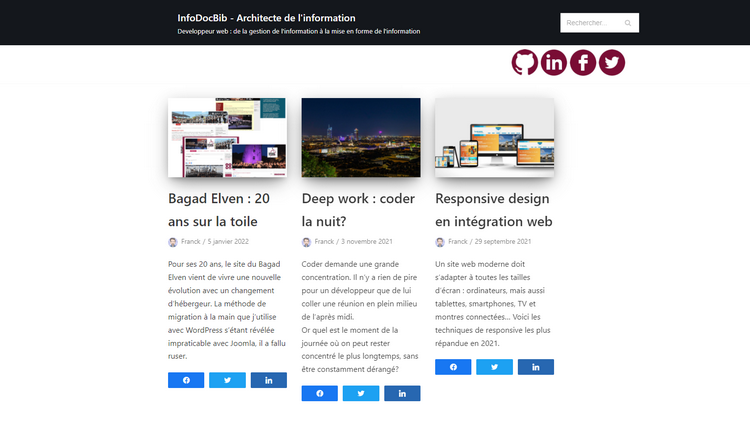 InfoDocBib - Architecte de l'information
Developpeur web : de la gestion de l'information à la mise en forme de l'information
Rechercher…
Bagad Elven : 20
ans sur la toile
Franck / 5 janvier 2022
Pour ses 20 ans, le site du Bagad
Elven vient de vivre une nouvelle
évolution avec un changement
d'hébergeur. La méthode de
migration à la main que j'utilise
avec WordPress s'étant révélée
impraticable avec Joomla, il a fallu
ruser.
Deep work : coder
la nuit?
Franck / 3 novembre 2021
Coder demande une grande
concentration. Il n'y a rien de pire
pour un développeur que de lui
coller une réunion en plein milieu
de l'après midi.
Or quel est le moment de la
journée où on peut rester
concentré le plus longtemps, sans
être constamment dérangé?
Responsive design
en intégration web
Franck / 29 septembre 2021
Un site web moderne doit
s'adapter à toutes les tailles
d'écran : ordinateurs, mais aussi
tablettes, smartphones, TV et
montres connectées… Voici les
techniques de responsive les plus
répandue en 2021.